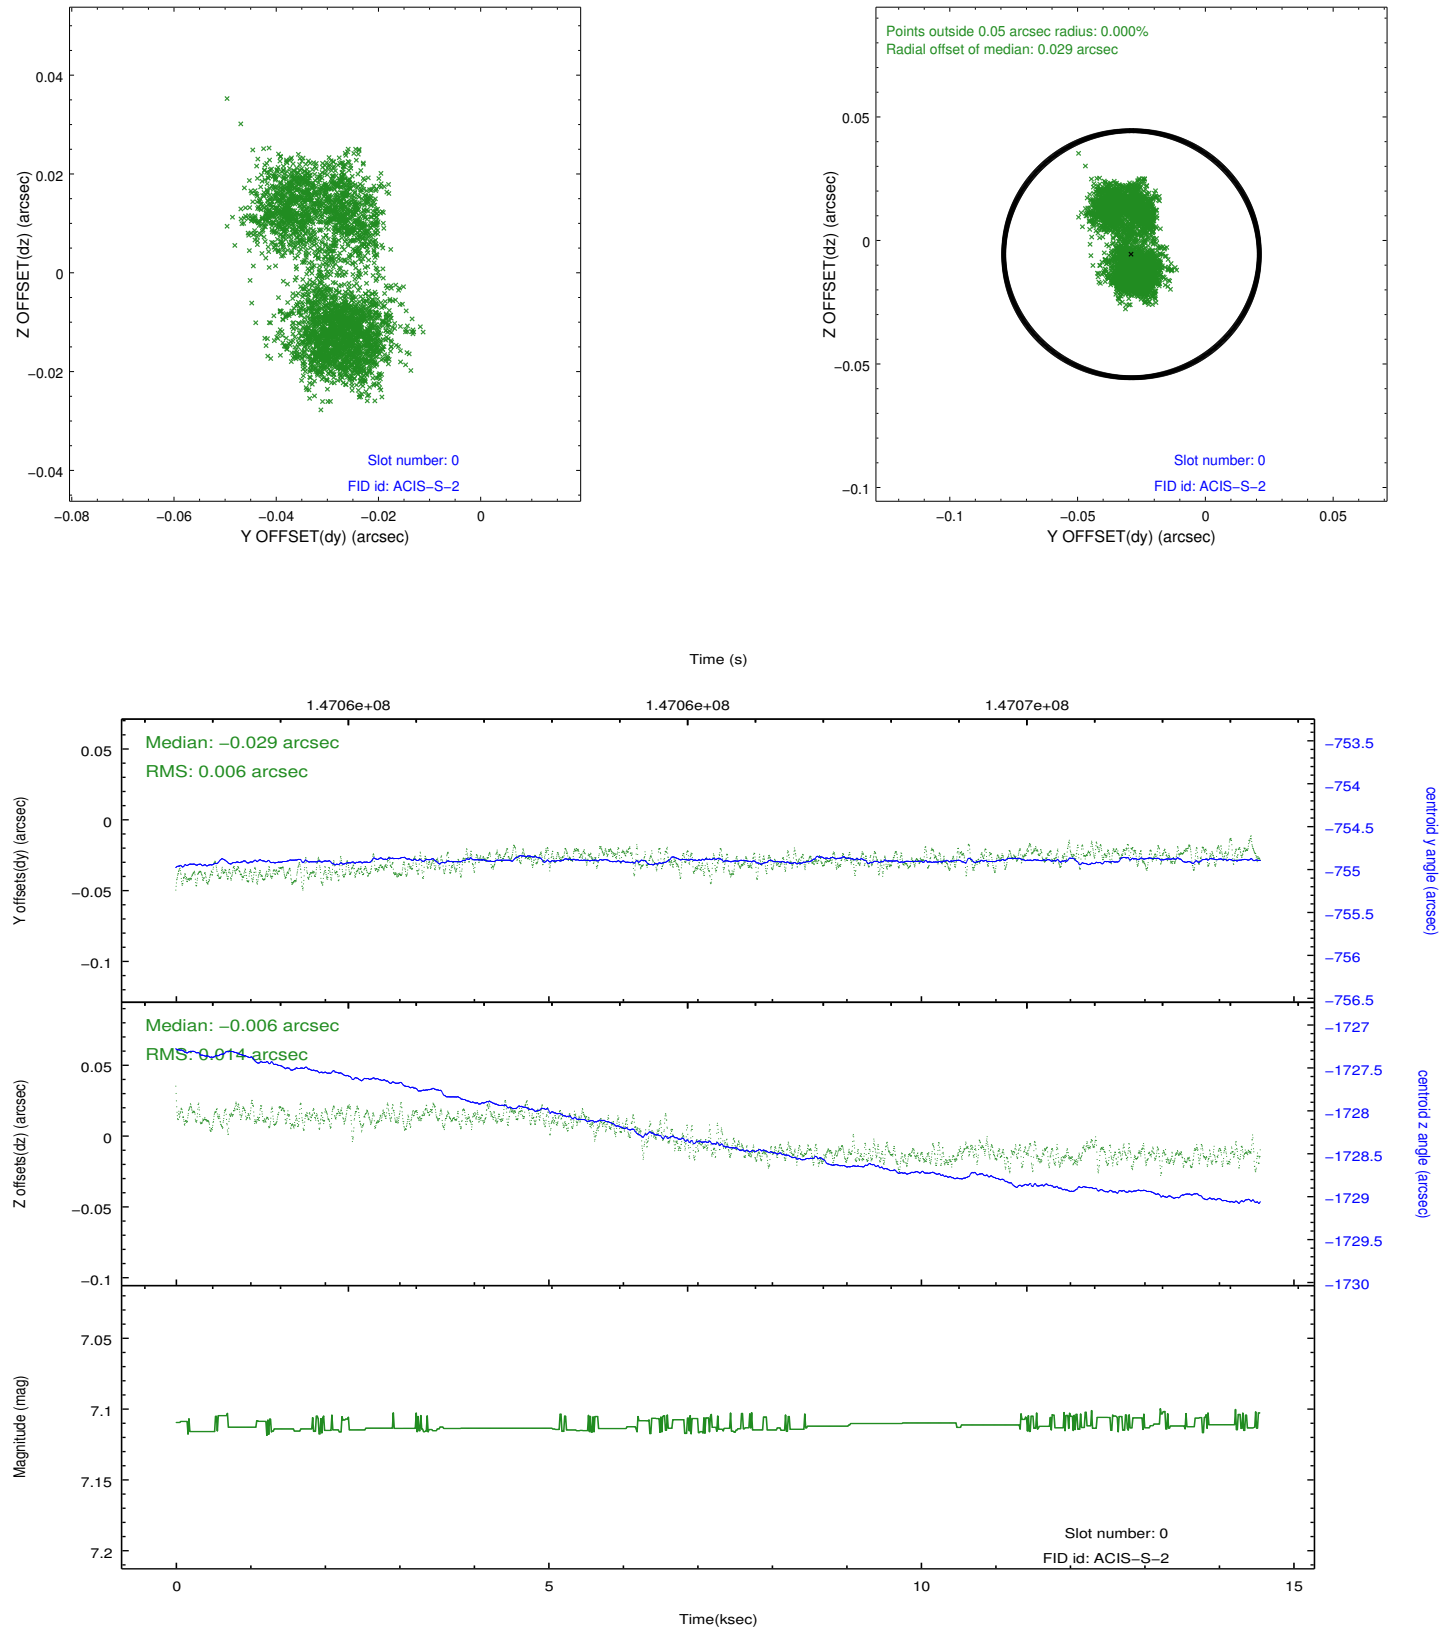 0.04
0.02
0
−0.02
−0.04
Z OFFSET(dz) (arcsec)
Slot number: 0
FID id: ACIS−S−2
−0.08
−0.06
−0.04
−0.02
0
Y OFFSET(dy) (arcsec)
Points outside 0.05 arcsec radius: 0.000%
Radial offset of median: 0.029 arcsec
0.05
0
−0.05
−0.1
Z OFFSET(dz) (arcsec)
Slot number: 0
FID id: ACIS−S−2
−0.1
−0.05
0
0.05
Y OFFSET(dy) (arcsec)
Time (s)
1.4706e+08
1.4706e+08
1.4707e+08
Median: −0.029 arcsec
RMS: 0.006 arcsec
0.05
0
−0.05
−0.1
Y offsets(dy) (arcsec)
−753.5
−754
−754.5
−755
−755.5
−756
−756.5
centroid y angle (arcsec)
Median: −0.006 arcsec
RMS: 0.014 arcsec
0.05
0
−0.05
−0.1
Z offsets(dz) (arcsec)
−1727
−1727.5
−1728
−1728.5
−1729
−1729.5
−1730
centroid z angle (arcsec)
7.05
7.1
7.15
7.2
Magnitude (mag)
Slot number: 0
FID id: ACIS−S−2
0
5
10
15
Time(ksec)